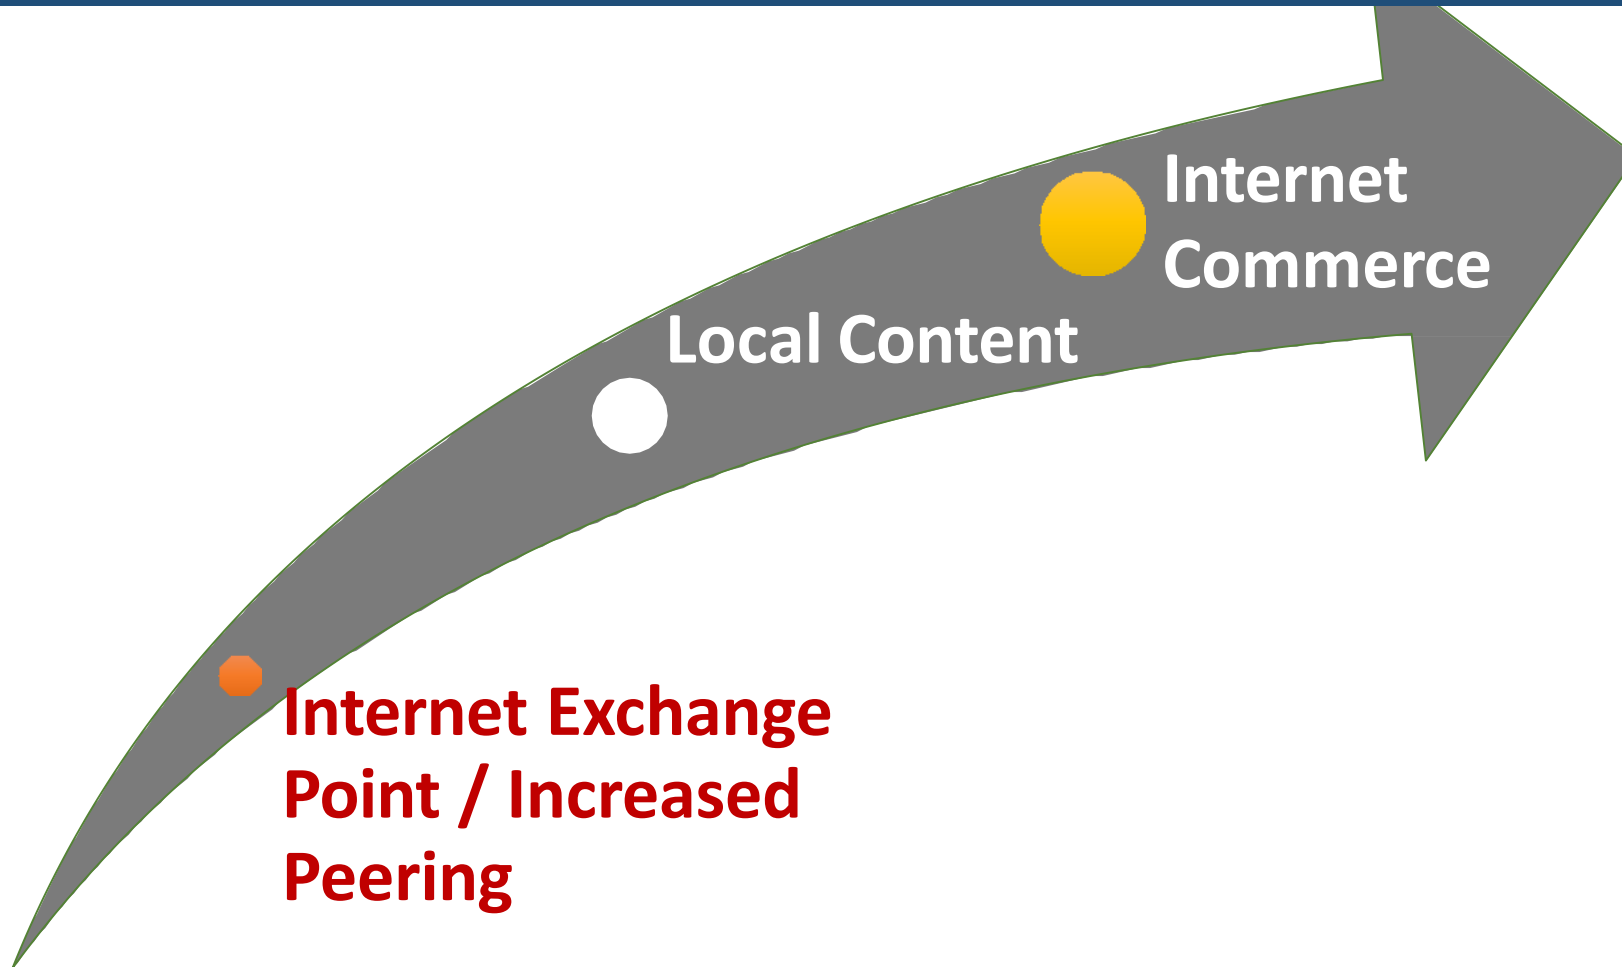 Internet
Commerce
Local Content
Internet Exchange
Point / Increased
Peering